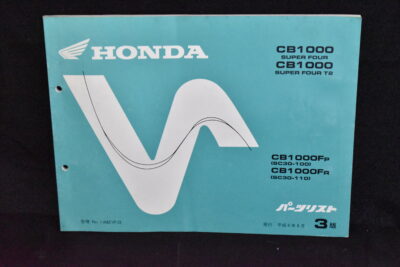 HONDA
CB1000
SUPER FOUR
CB1000
SUPER FOUR T2
CB1000FP
(SC30-100)
CB1000FR
(SC30-110)
パーツリスト
3版